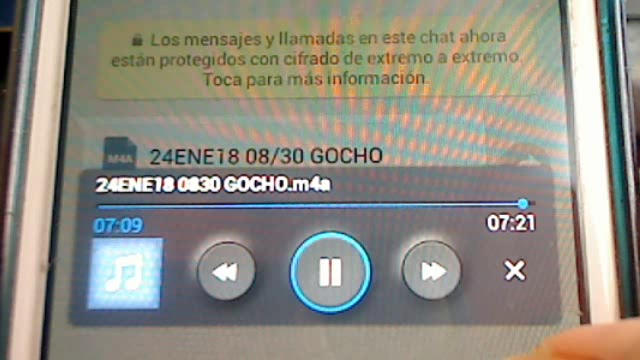 Los mensajes y llamadas en este chat ahora
están protegidos con cifrado de extremo a extremo.
Toca para más información.
M4A 24ENE18 08/30 GOCHO
24ENE18 0830 GOCHO.m4a
07:09 07:21